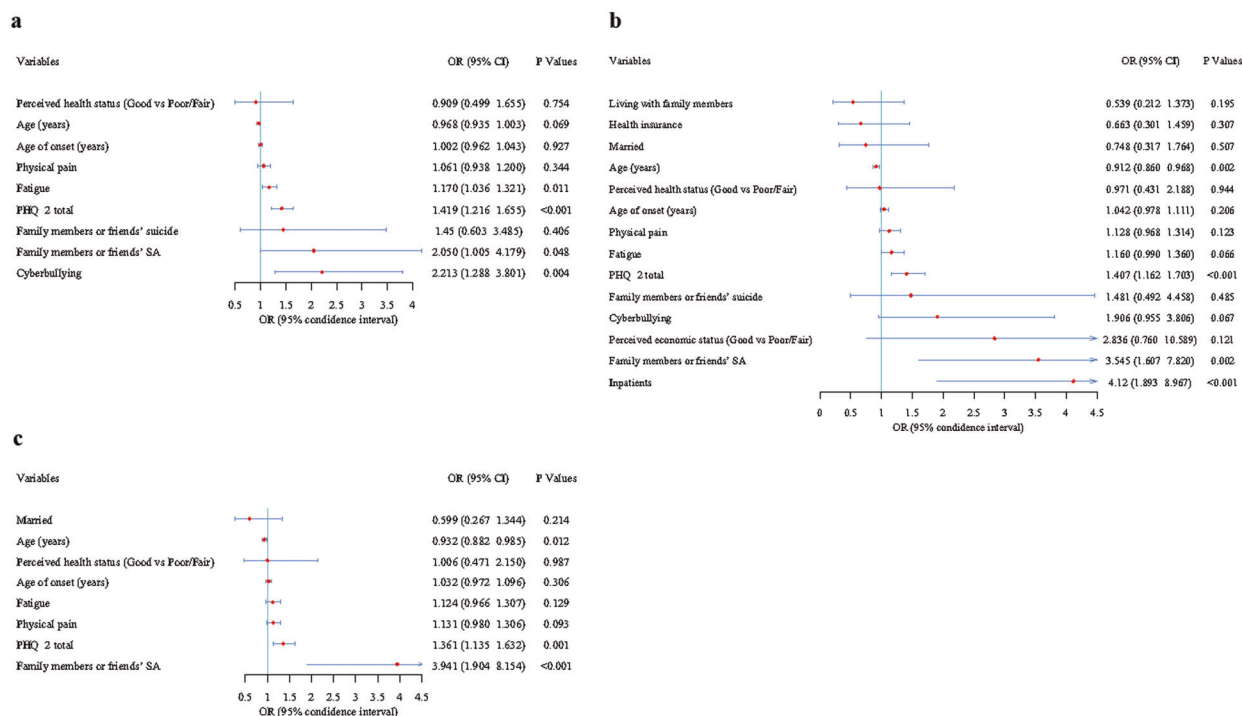 a
Variables OR (95% CI) P Values
Perceived health status (Good vs Poor/Fair) 0.909 (0.499 1.655) 0.754
Age (years) 0.968 (0.935 1.003) 0.069
Age of onset (years) 1.002 (0.962 1.043) 0.927
Physical pain 1.061 (0.938 1.200) 0.344
Fatigue 1.170 (1.036 1.321) 0.011
PHQ 2 total 1.419 (1.216 1.655) <0.001
Family members or friends' suicide 1.45 (0.603 3.485) 0.406
Family members or friends' SA 2.050 (1.005 4.179) 0.048
Cyberbullying 2.213 (1.288 3.801) 0.004
0.5 1 1.5 2 2.5 3 3.5 4
OR (95% condidence interval)
b
Variables OR (95% CI) P Values
Living with family members 0.539 (0.212 1.373) 0.195
Health insurance 0.663 (0.301 1.459) 0.307
Married 0.748 (0.317 1.764) 0.507
Age (years) 0.912 (0.860 0.968) 0.002
Perceived health status (Good vs Poor/Fair) 0.971 (0.431 2.188) 0.944
Age of onset (years) 1.042 (0.978 1.111) 0.206
Physical pain 1.128 (0.968 1.314) 0.123
Fatigue 1.160 (0.990 1.360) 0.066
PHQ 2 total 1.407 (1.162 1.703) <0.001
Family members or friends' suicide 1.481 (0.492 4.458) 0.485
Cyberbullying 1.906 (0.955 3.806) 0.067
Perceived economic status (Good vs Poor/Fair) 2.836 (0.760 10.589) 0.121
Family members or friends' SA 3.545 (1.607 7.820) 0.002
Inpatients 4.12 (1.893 8.967) <0.001
0 0.5 1 1.5 2 2.5 3 3.5 4 4.5
OR (95% condidence interval)
c
Variables OR (95% CI) P Values
Married 0.599 (0.267 1.344) 0.214
Age (years) 0.932 (0.882 0.985) 0.012
Perceived health status (Good vs Poor/Fair) 1.006 (0.471 2.150) 0.987
Age of onset (years) 1.032 (0.972 1.096) 0.306
Fatigue 1.124 (0.966 1.307) 0.129
Physical pain 1.131 (0.980 1.306) 0.093
PHQ 2 total 1.361 (1.135 1.632) 0.001
Family members or friends' SA 3.941 (1.904 8.154) <0.001
0.5 1 1.5 2 2.5 3 3.5 4 4.5
OR (95% condidence interval)